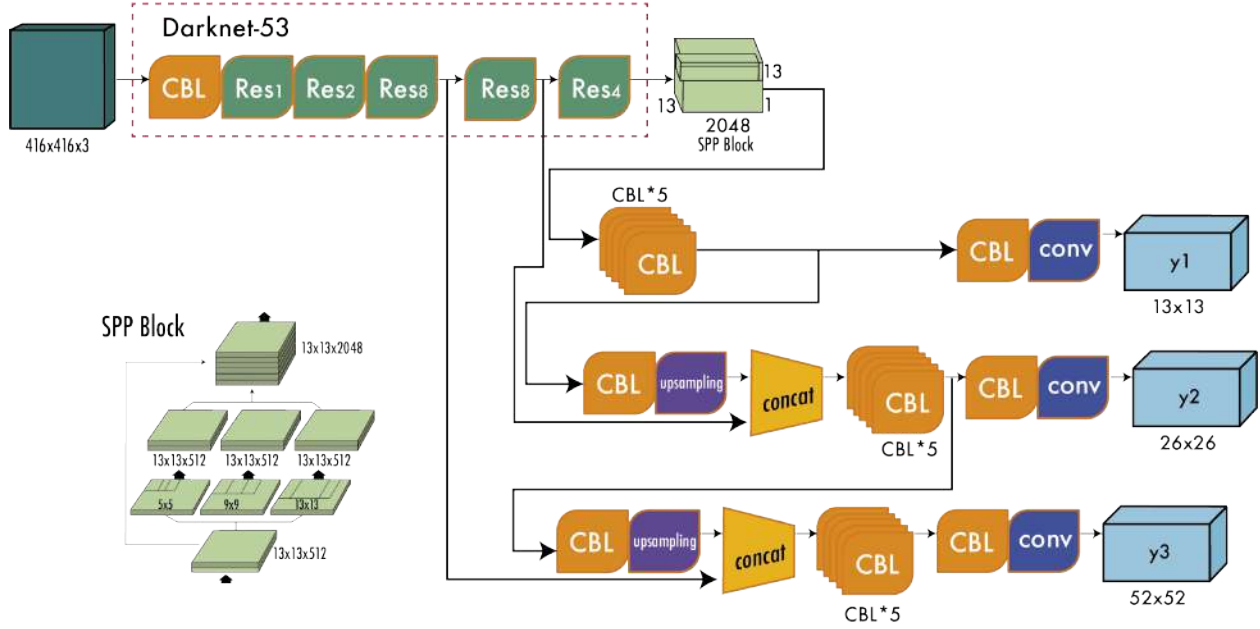 Darknet-53
CBL Res1 Res2 Res8 Res8 Res4
416x416x3
13
13 1
2048
SPP Block
CBL*5
CBL
CBL conv y1
13x13
SPP Block
13x13x2048
CBL upsampling concat CBL CBL conv y2
CBL*5
26x26
13x13x512 13x13x512 13x13x512
5x5 9x9 13x13
13x13x512
CBL upsampling concat CBL CBL conv y3
CBL*5
52x52